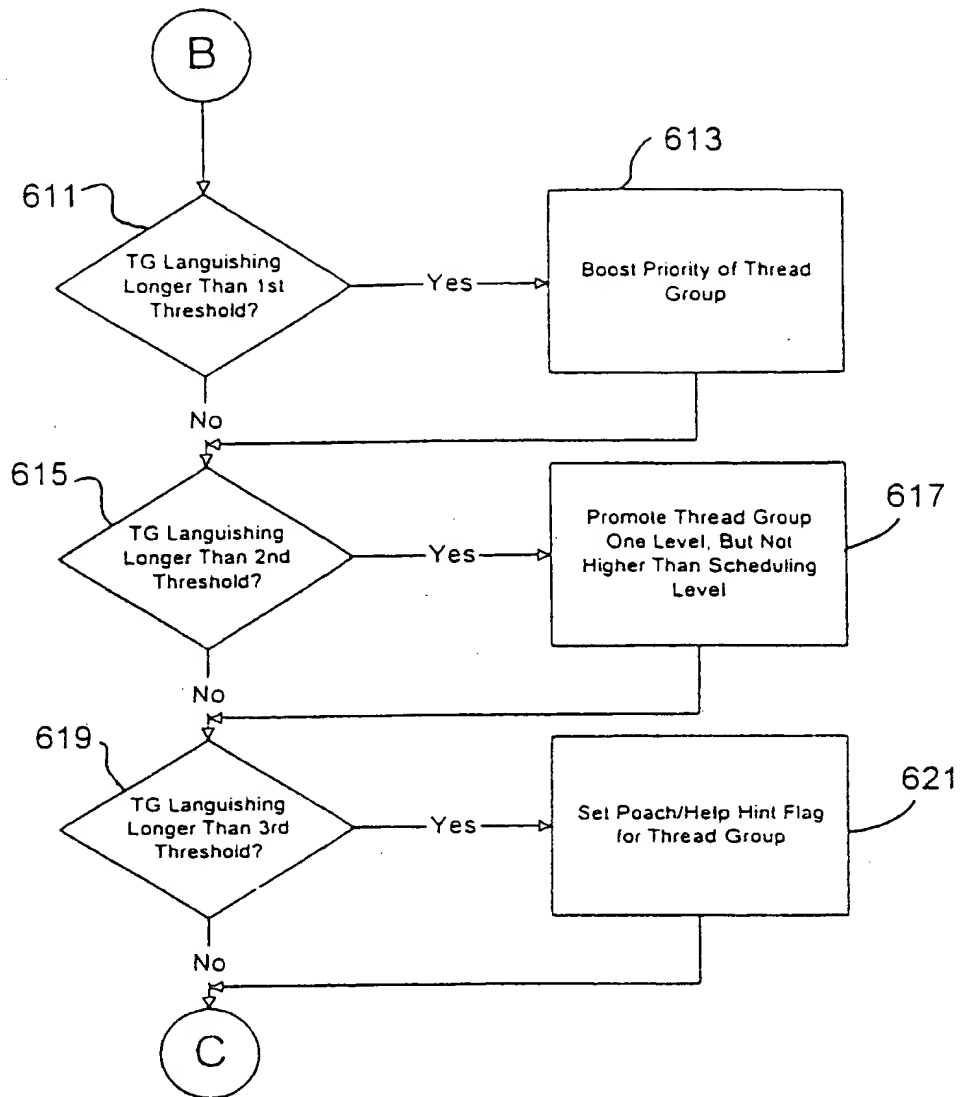 B
613
611
TG Languishing
Longer Than 1st
Threshold?
Yes
Boost Priority of Thread
Group
No
615
617
TG Languishing
Longer Than 2nd
Threshold?
Yes
Promote Thread Group
One Level, But Not
Higher Than Scheduling
Level
No
619
621
TG Languishing
Longer Than 3rd
Threshold?
Yes
Set Poach/Help Hint Flag
for Thread Group
No
C